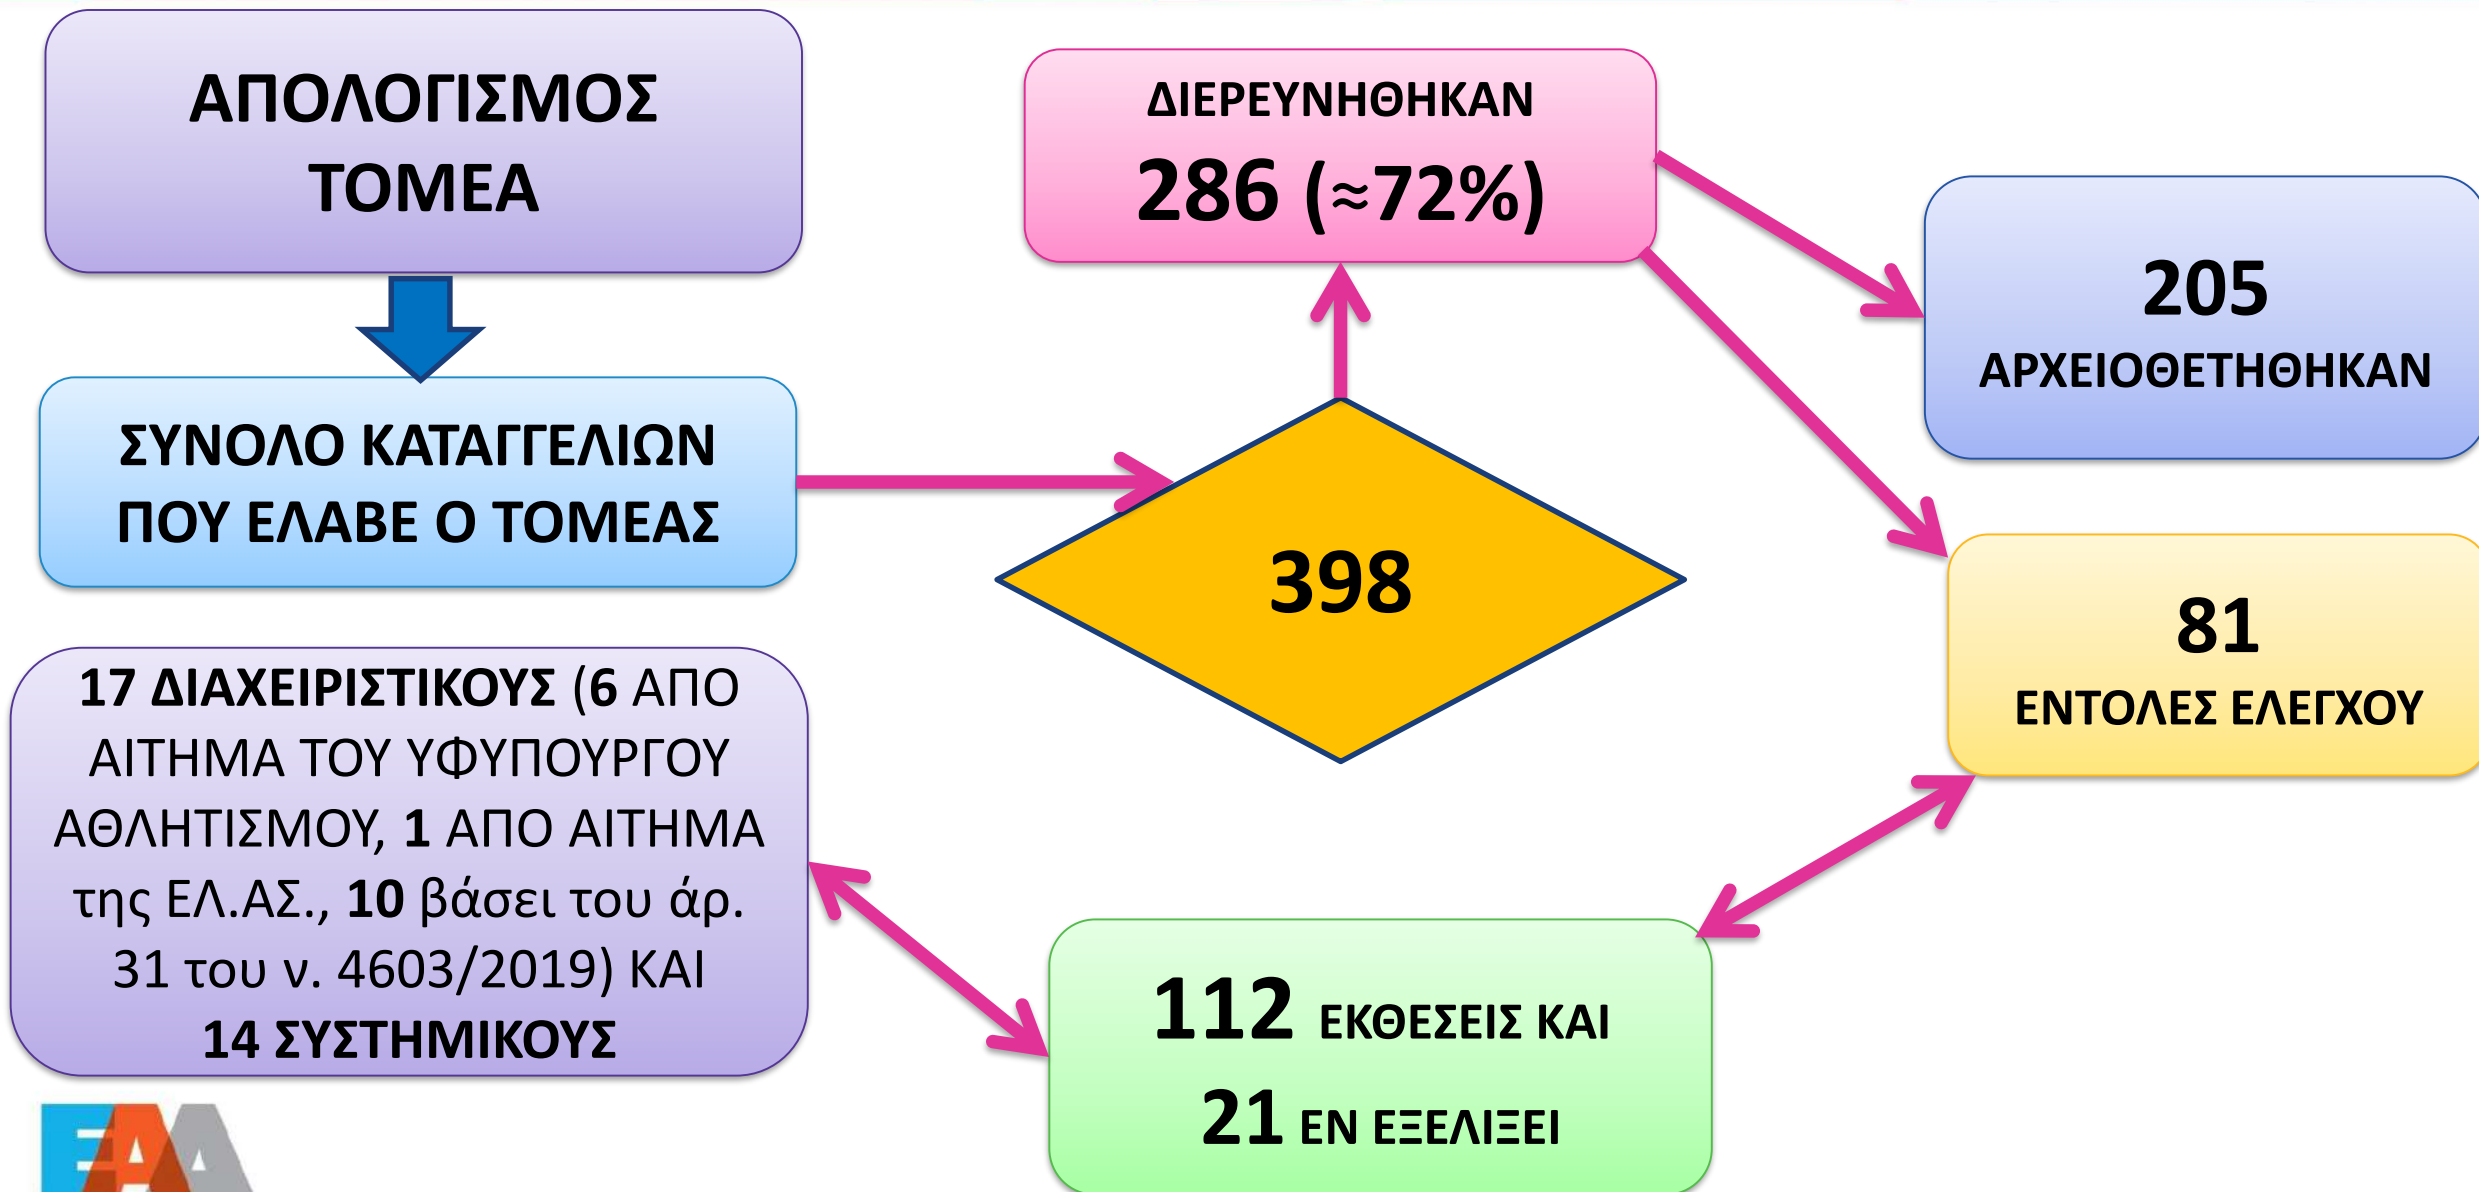 ΑΠΟΛΟΓΙΣΜΟΣ
ΤΟΜΕΑ
ΣΥΝΟΛΟ ΚΑΤΑΓΓΕΛΙΩΝ
ΠΟΥ ΕΛΑΒΕ Ο ΤΟΜΕΑΣ
398
ΔΙΕΡΕΥΝΗΘΗΚΑΝ
286 (≈72%)
205
ΑΡΧΕΙΟΘΕΤΗΘΗΚΑΝ
81
ΕΝΤΟΛΕΣ ΕΛΕΓΧΟΥ
112 ΕΚΘΕΣΕΙΣ ΚΑΙ
21 ΕΝ ΕΞΕΛΙΞΕΙ
17 ΔΙΑΧΕΙΡΙΣΤΙΚΟΥΣ (6 ΑΠΟ
ΑΙΤΗΜΑ ΤΟΥ ΥΦΥΠΟΥΡΓΟΥ
ΑΘΛΗΤΙΣΜΟΥ, 1 ΑΠΟ ΑΙΤΗΜΑ
της ΕΛ.ΑΣ., 10 βάσει του άρ.
31 του ν. 4603/2019) ΚΑΙ
14 ΣΥΣΤΗΜΙΚΟΥΣ